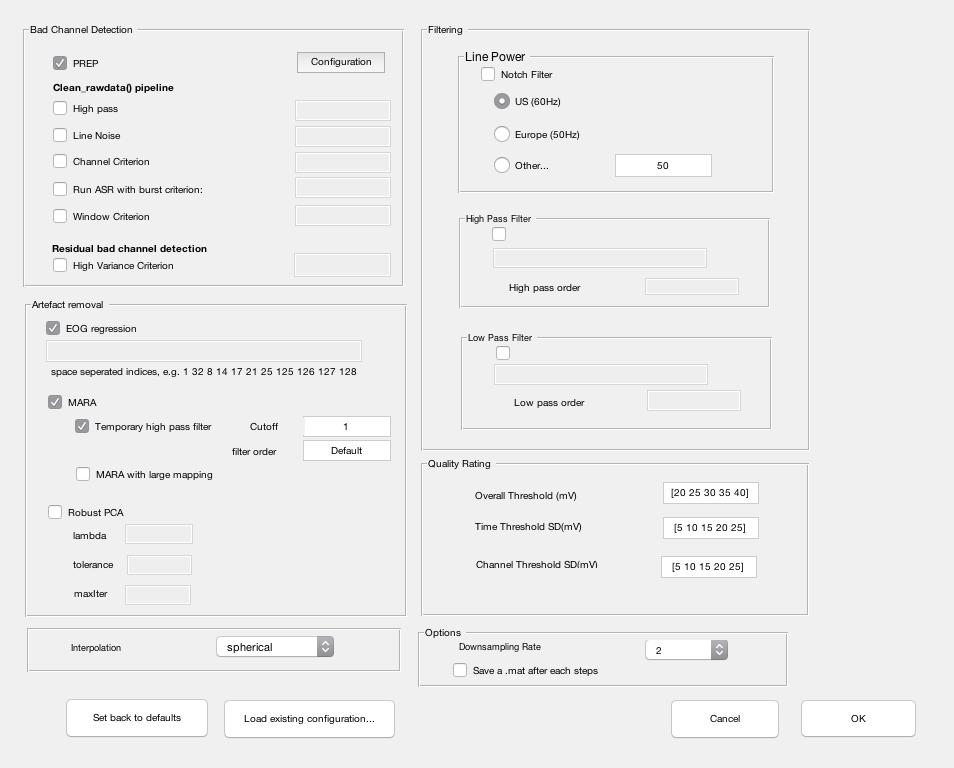 Bad Channel Detection
PREP
Configuration
Clean_rawdata() pipeline
High pass
Line Noise
Channel Criterion
Run ASR with burst criterion:
Window Criterion
Residual bad channel detection
High Variance Criterion
Artefact removal
EOG regression
space seperated indices, e.g. 1 32 8 14 17 21 25 125 126 127 128
MARA
Temporary high pass filter
Cutoff
1
filter order
Default
MARA with large mapping
Robust PCA
lambda
tolerance
maxIter
Interpolation
spherical
Filtering
Line Power
Notch Filter
US (60Hz)
Europe (50Hz)
Other...
50
High Pass Filter
High pass order
Low Pass Filter
Low pass order
Quality Rating
Overall Threshold (mV)
[20 25 30 35 40]
Time Threshold SD(mV)
[5 10 15 20 25]
Channel Threshold SD(mV)
[5 10 15 20 25]
Options
Downsampling Rate
2
Save a .mat after each steps
Set back to defaults
Load existing configuration...
Cancel
OK